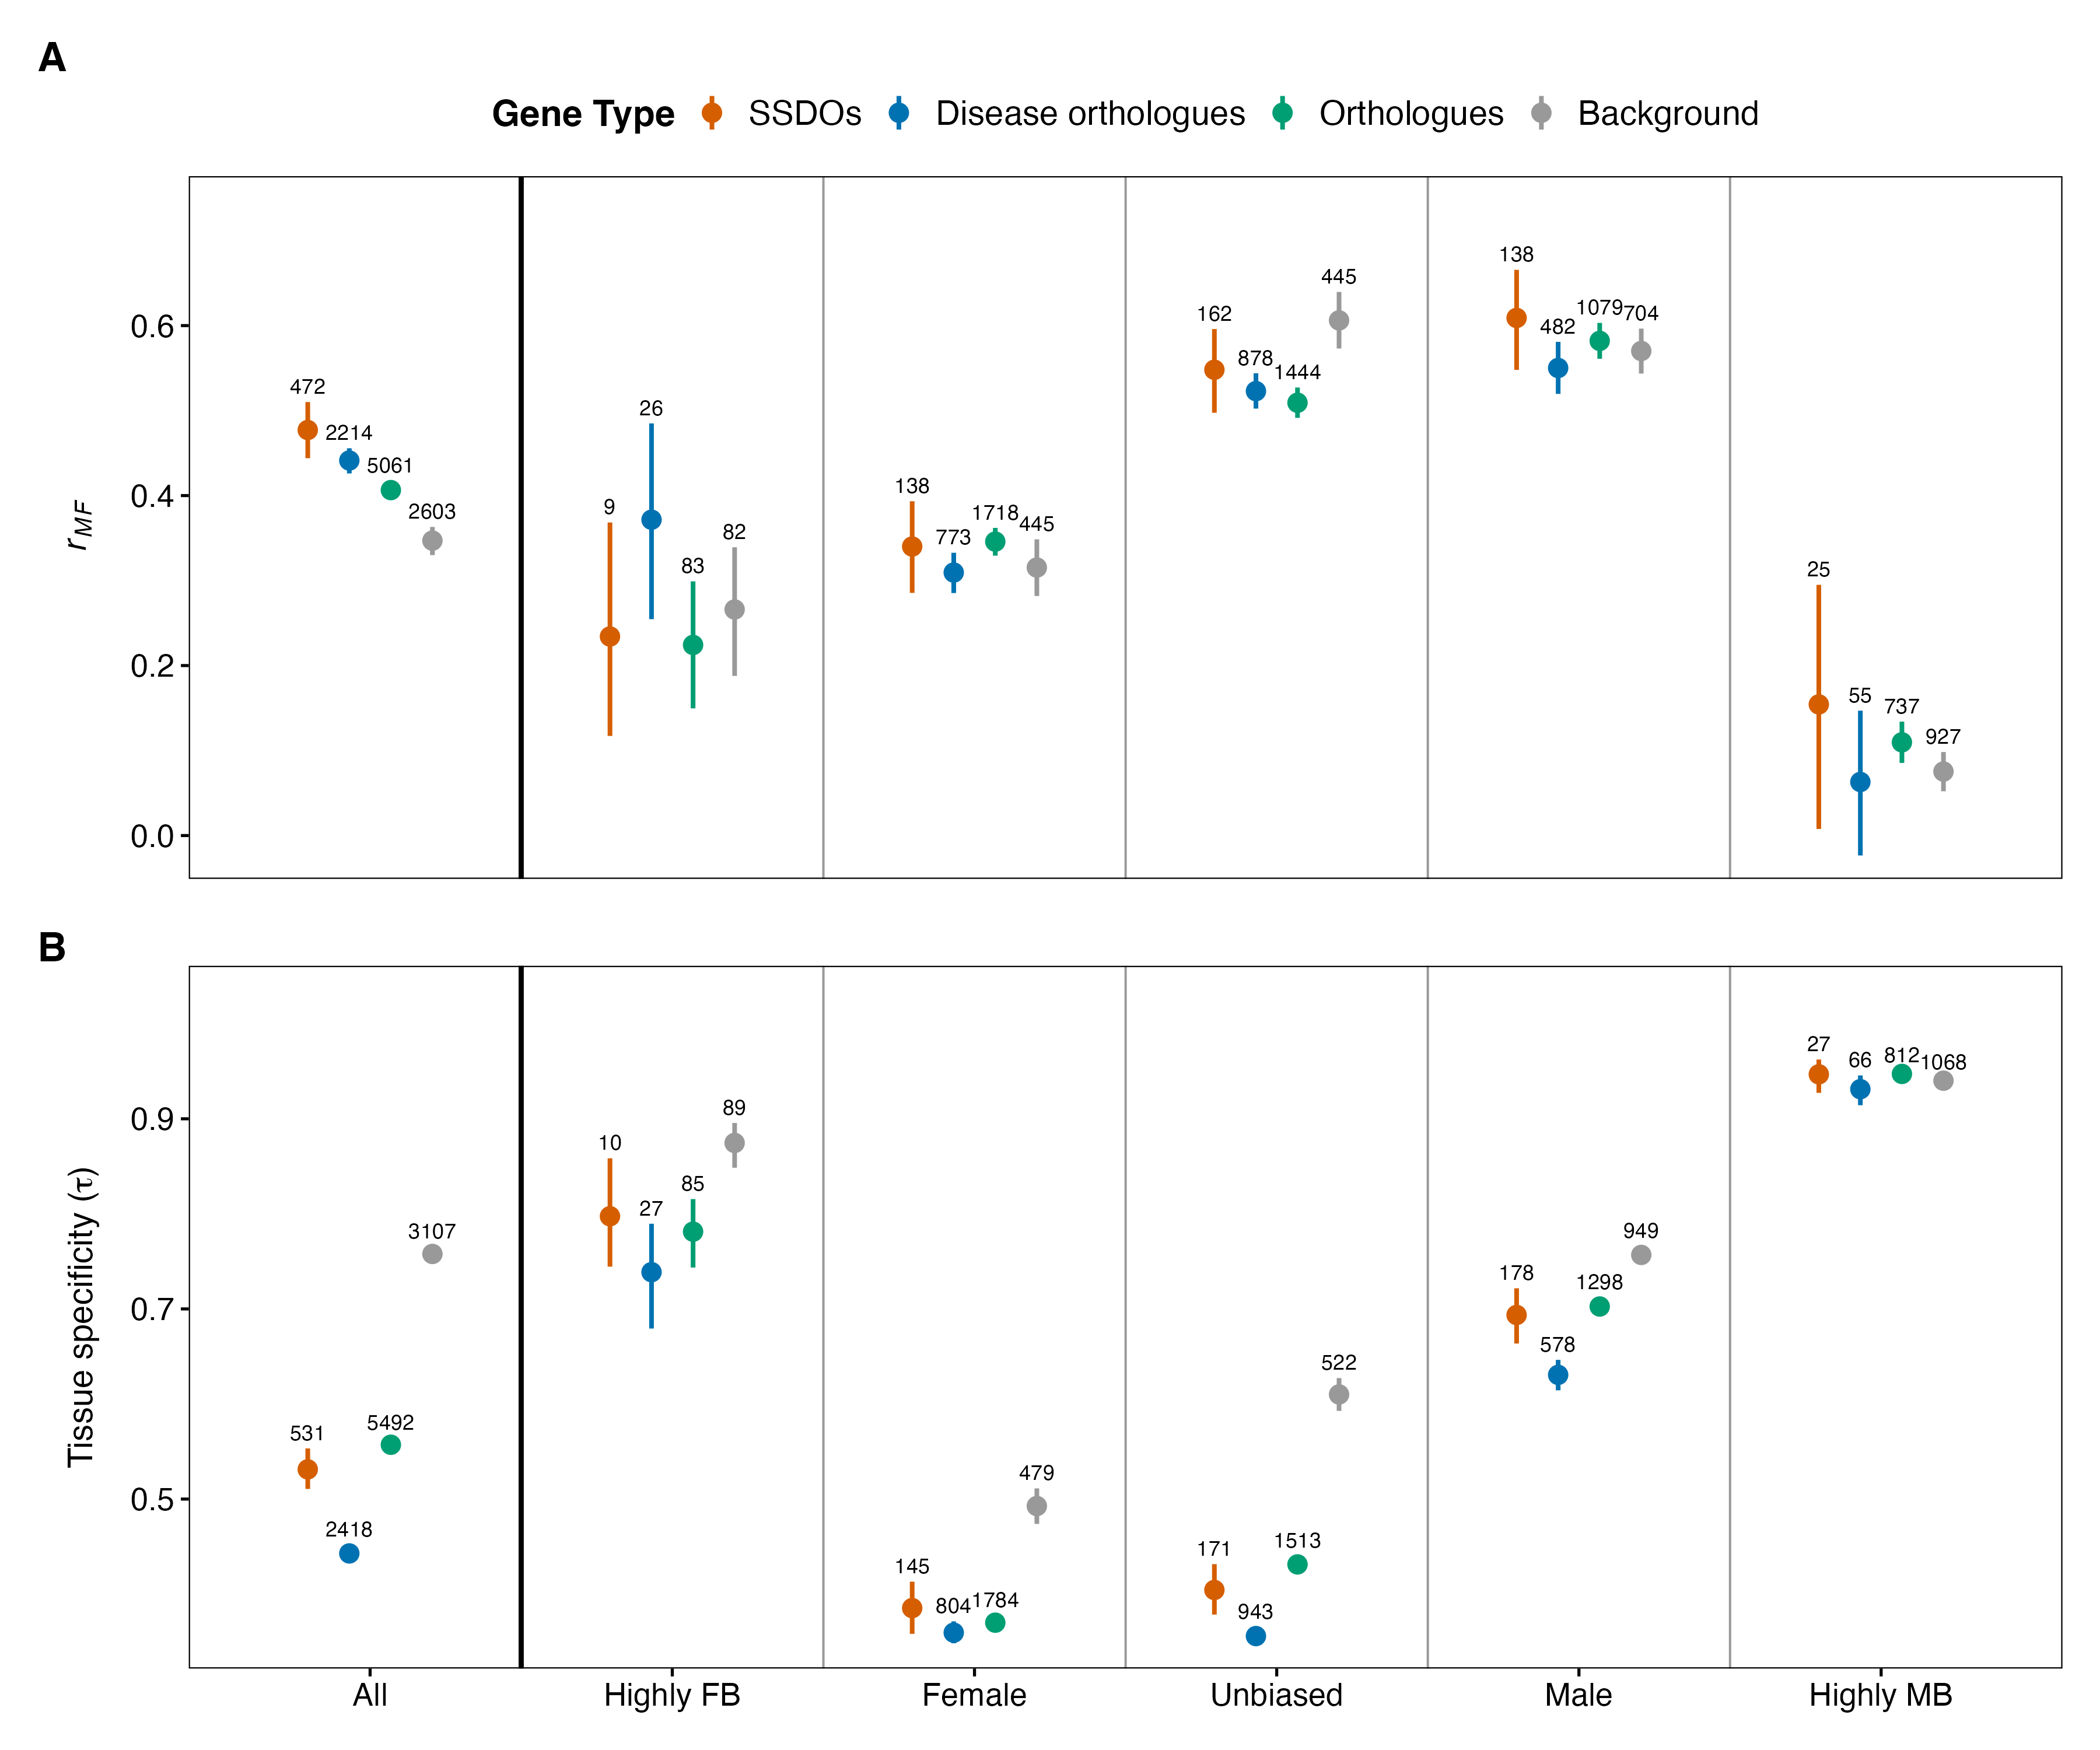 A
Gene Type SSDOs Disease orthologues Orthologues Background
r_MF
0.6
0.4
0.2
0.0
472 2214 5061 2603
9 26 83 82
138 773 1718 445
162 878 1444 445
138 482 1079 704
25 55 737 927
B
Tissue specificity (τ)
0.9
0.7
0.5
531 2418 5492 3107
10 27 85 89
145 804 1784 479
171 943 1513 522
178 578 1298 949
27 66 812 1068
All Highly FB Female Unbiased Male Highly MB